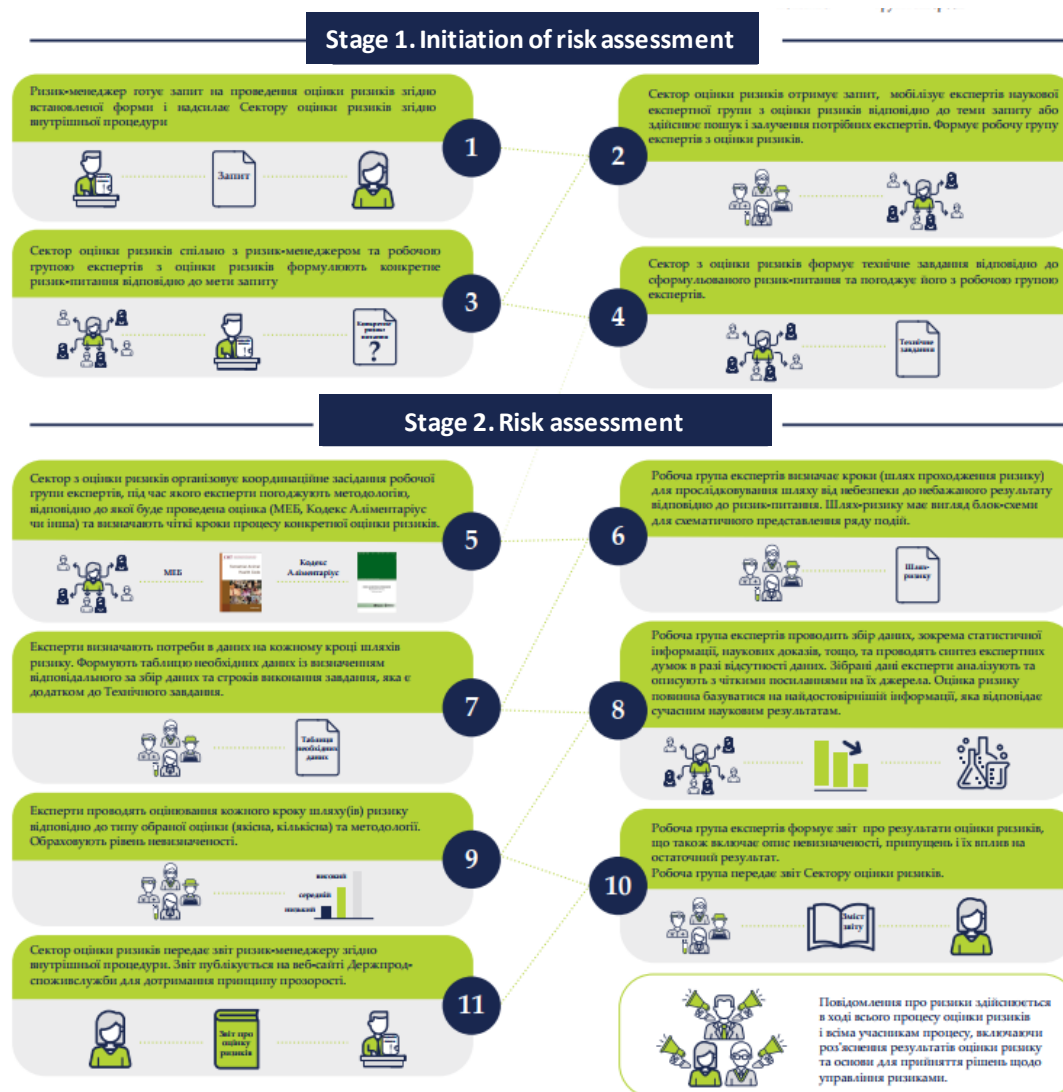 Stage 1. Initiation of risk assessment
Ризик-менеджер готує запит на проведення оцінки ризиків згідно
встановленої форми і надсилає Сектору оцінки ризиків згідно
внутрішньої процедури
1
Запит
Сектор оцінки ризиків отримує запит, мобілізує експертів наукової
експертної групи з оцінки ризиків відповідно до теми запиту або
здійснює пошук і залучення потрібних експертів. Формує робочу групу
експертів з оцінки ризиків.
2
Сектор оцінки ризиків спільно з ризик-менеджером та робочою
групою експертів з оцінки ризиків формулюють конкретне
ризик-питання відповідно до мети запиту
3
Конкретне
ризик-
питання
?
Сектор з оцінки ризиків формує технічне завдання відповідно до
сформульованого ризик-питання та погоджує його з робочою групою
експертів.
4
Технічне
завдання
Stage 2. Risk assessment
Сектор з оцінки ризиків організовує координаційне засідання робочої
групи експертів, під час якого експерти погоджують методологію,
відповідно до якої буде проведена оцінка (МЕБ, Кодекс Аліментаріус
чи інша) та визначають чіткі кроки процесу конкретної оцінки ризиків.
5
МЕБ
Кодекс
Аліментаріус
Робоча група експертів визначає кроки (шлях проходження ризику)
для прослідковування шляху від небезпеки до небажаного результату
відповідно до ризик-питання. Шлях-ризику має вигляд блок-схеми
для схематичного представлення ряду подій.
6
Шлях-
ризику
Експерти визначають потреби в даних на кожному кроці шляхів
ризику. Формують таблицю необхідних даних із визначенням
відповідального за збір даних та строків виконання завдання, яка є
додатком до Технічного завдання.
7
Таблиця
необхідних
даних
Робоча група експертів проводить збір даних, зокрема статистичної
інформації, наукових доказів, тощо, та проводять синтез експертних
думок в разі відсутності даних. Зібрані дані експерти аналізують та
описують з чіткими посиланнями на їх джерела. Оцінка ризику
повинна базуватися на найдостовірнішій інформації, яка відповідає
сучасним науковим результатам.
8
Експерти проводять оцінювання кожного кроку шляху(ів) ризику
відповідно до типу обраної оцінки (якісна, кількісна) та методології.
Обраховують рівень невизначеності.
9
високий
середній
низький
Робоча група експертів формує звіт про результати оцінки ризиків,
що також включає опис невизначеності, припущень і їх вплив на
остаточний результат.
Робоча група передає звіт Сектору оцінки ризиків.
10
Зміст
звіту
Сектор оцінки ризиків передає звіт ризик-менеджеру згідно
внутрішньої процедури. Звіт публікується на веб-сайті Держпрод-
споживслужби для дотримання принципу прозорості.
11
Звіт про
оцінку
ризиків
Повідомлення про ризики здійснюється
в ході всього процесу оцінки ризиків
і всіма учасникам процесу, включаючи
роз'яснення результатів оцінки ризику
та основи для прийняття рішень щодо
управління ризиками.